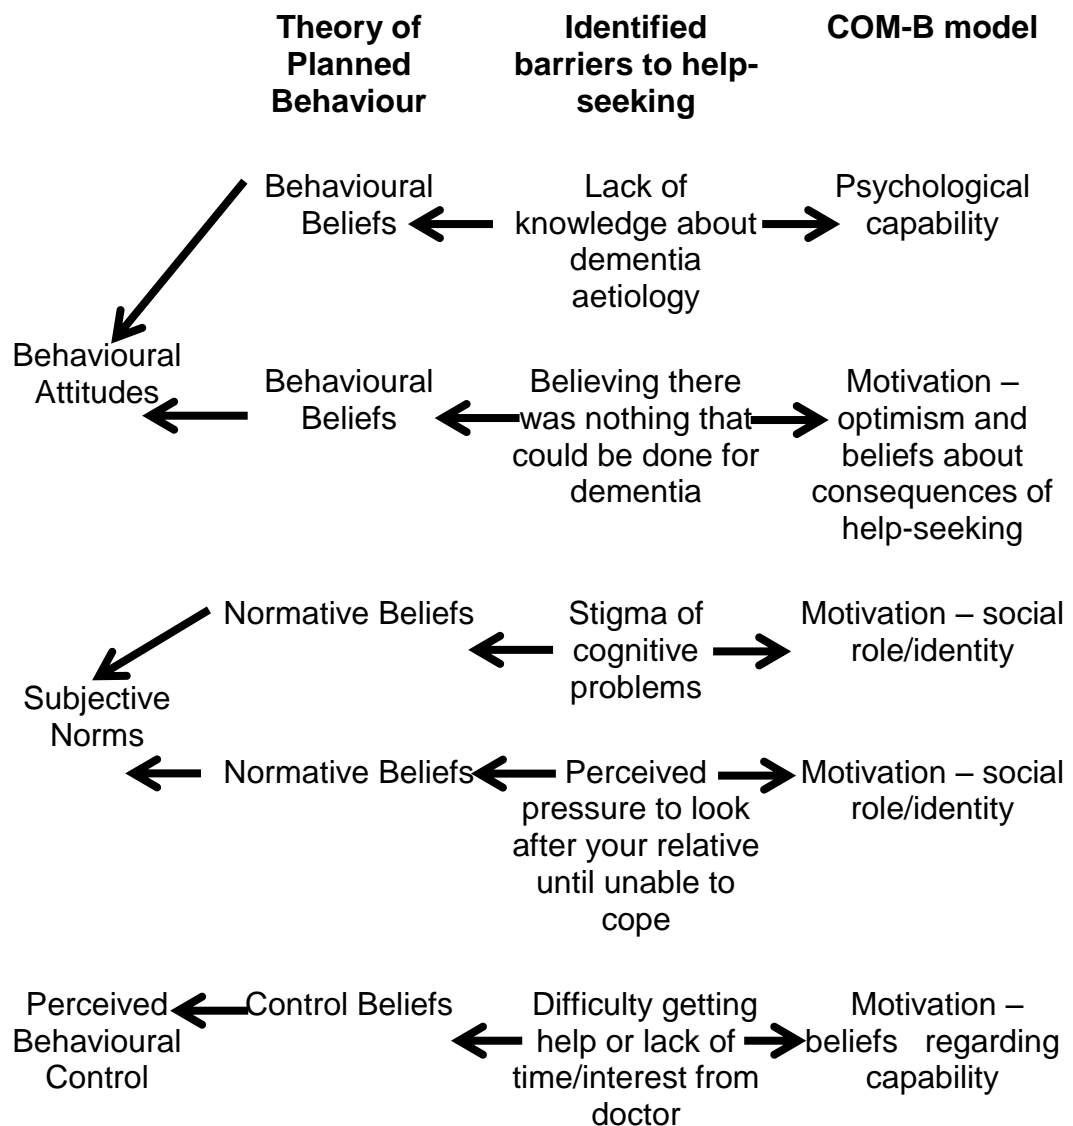 Theory of
Planned
Behaviour
Identified
barriers to help-
seeking
COM-B model
Behavioural
Beliefs
Lack of
knowledge about
dementia
aetiology
Psychological
capability
Behavioural
Attitudes
Behavioural
Beliefs
Believing there
was nothing that
could be done for
dementia
Motivation –
optimism and
beliefs about
consequences of
help-seeking
Normative Beliefs
Stigma of
cognitive
problems
Motivation – social
role/identity
Subjective
Norms
Normative Beliefs
Perceived
pressure to look
after your relative
until unable to
cope
Motivation – social
role/identity
Perceived
Behavioural
Control
Control Beliefs
Difficulty getting
help or lack of
time/interest from
doctor
Motivation –
beliefs regarding
capability